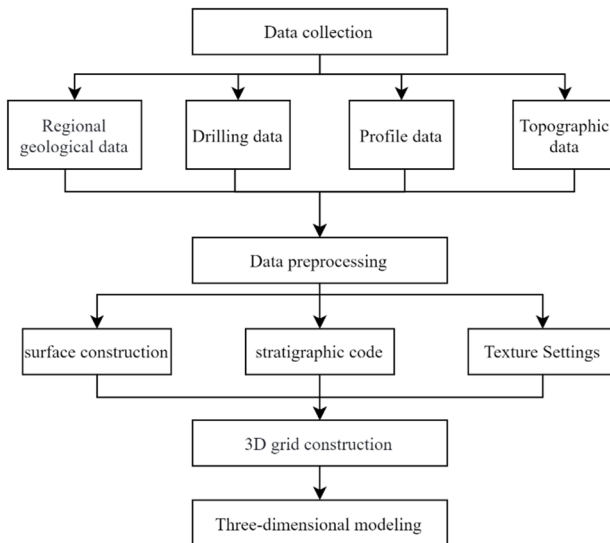 Data collection
Regional
geological data
Drilling data
Profile data
Topographic
data
Data preprocessing
surface construction
stratigraphic code
Texture Settings
3D grid construction
Three-dimensional modeling